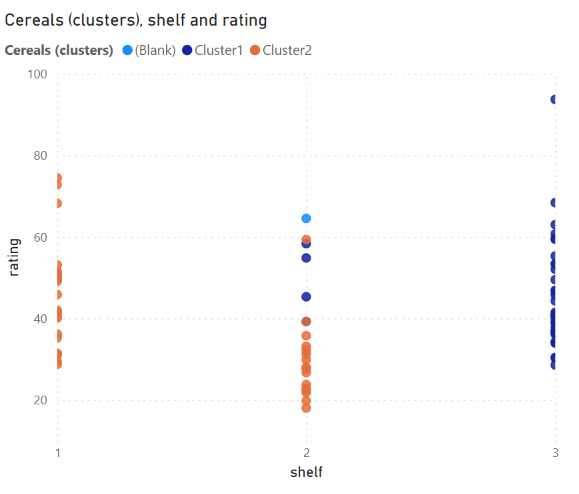 Cereals (clusters), shelf and rating
Cereals (clusters) (Blank) Cluster1 Cluster2
100
80
60
40
20
rating
1 2 3
shelf